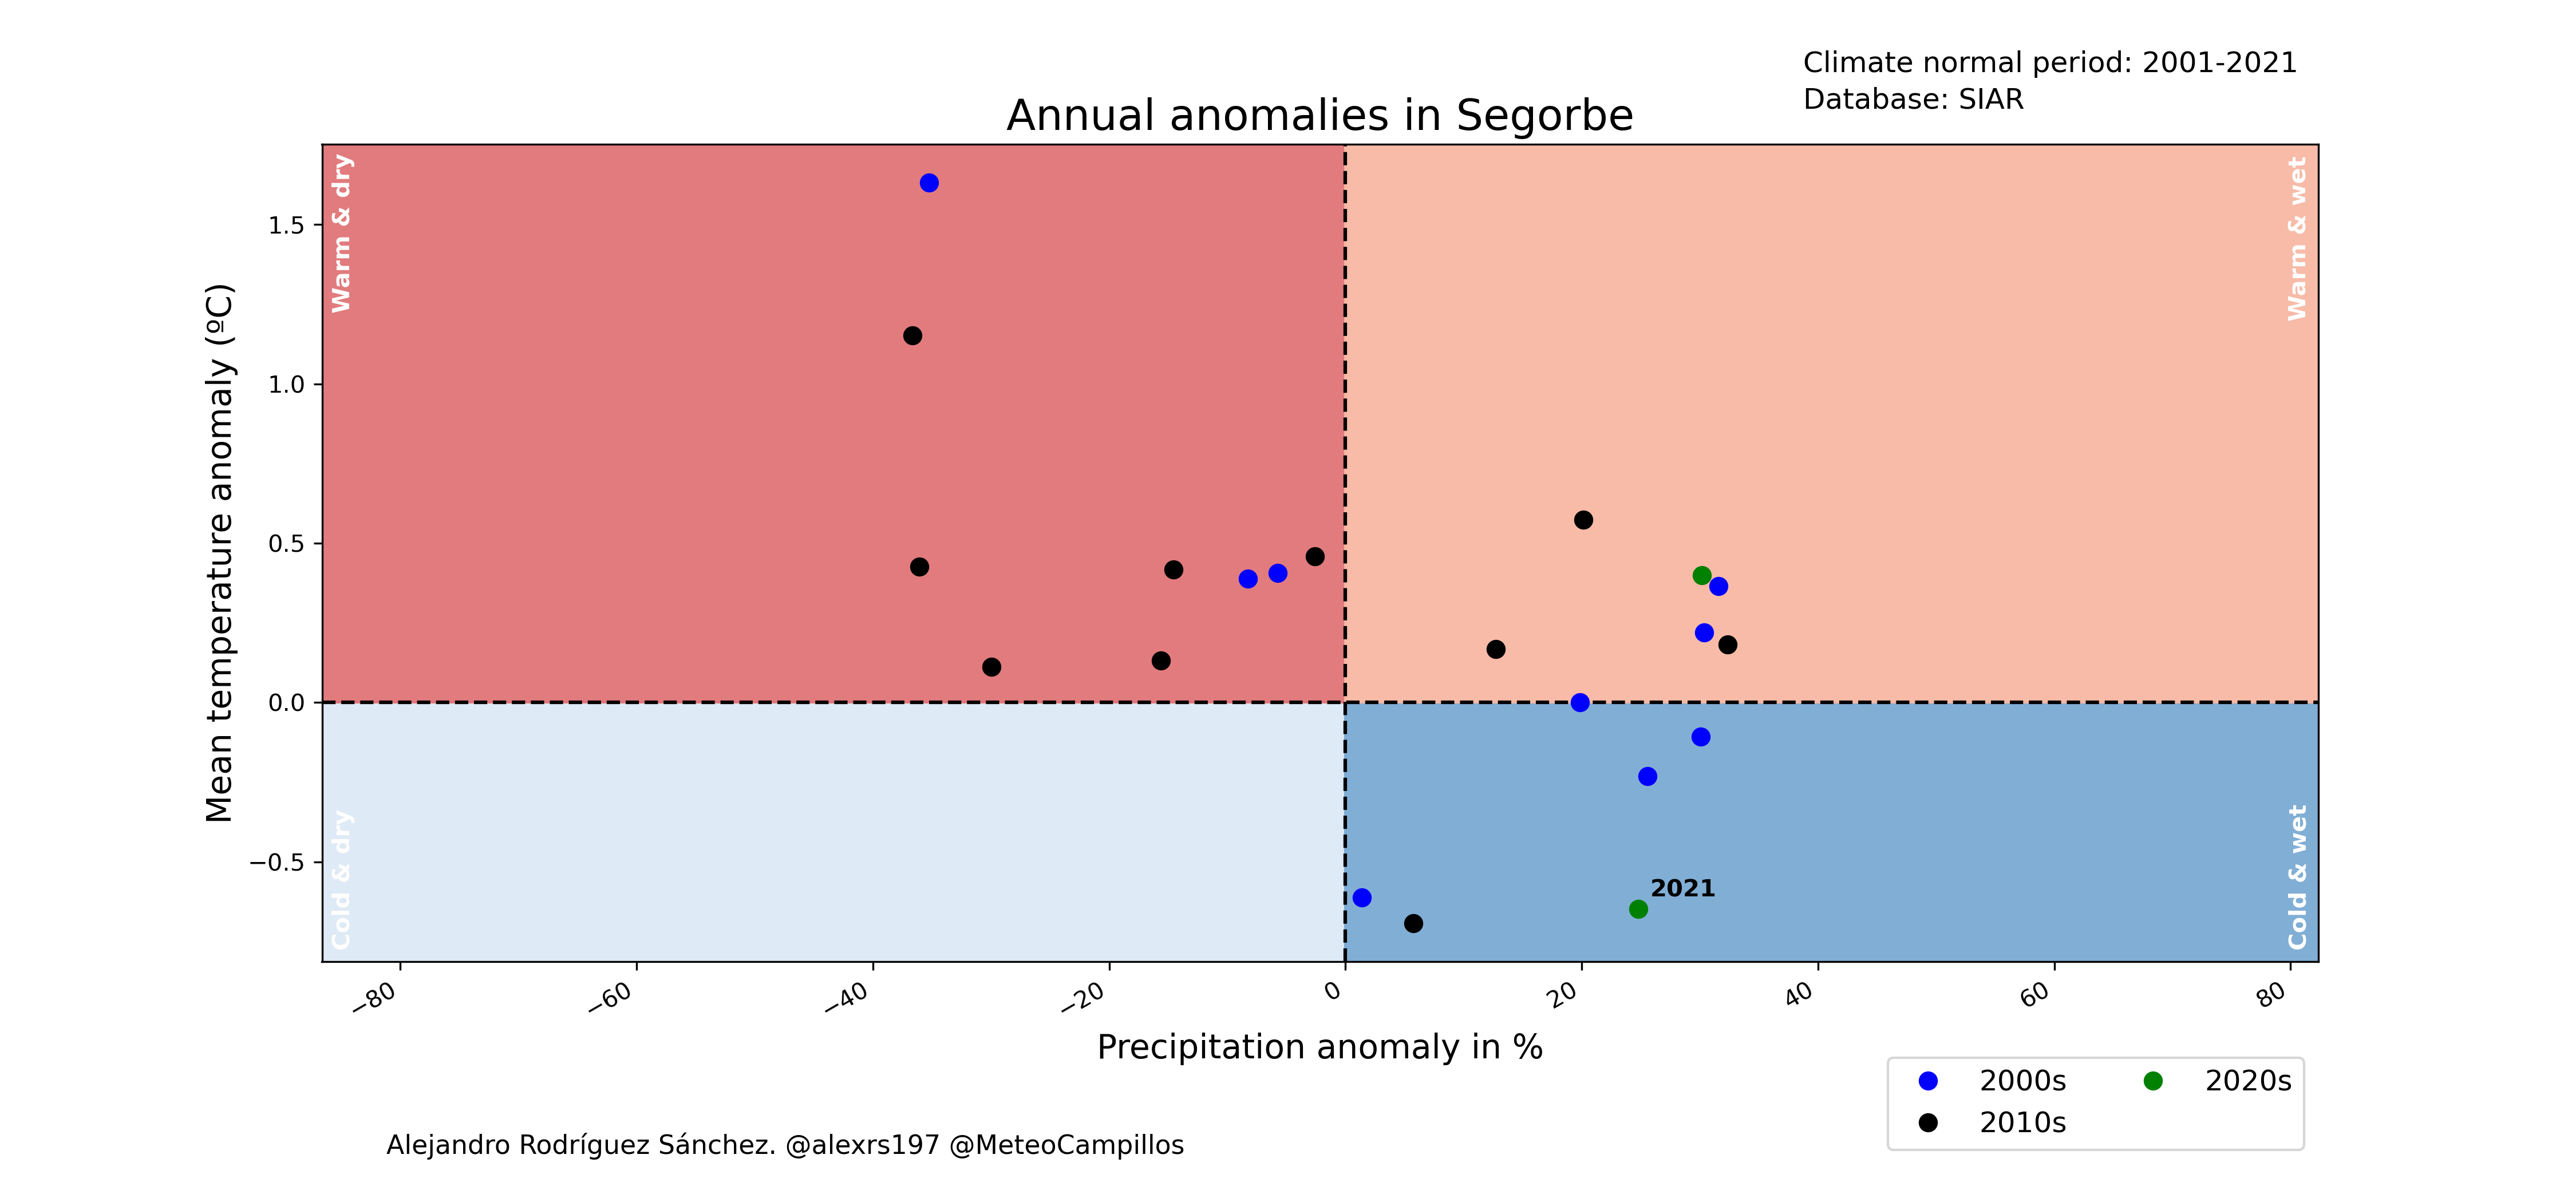 Climate normal period: 2001-2021
Database: SIAR
Annual anomalies in Segorbe
Warm & dry
Warm & wet
1.5
1.0
0.5
0.0
−0.5
Mean temperature anomaly (ºC)
2021
Cold & dry
Cold & wet
−80
−60
−40
−20
0
20
40
60
80
Precipitation anomaly in %
2000s
2020s
2010s
Alejandro Rodríguez Sánchez. @alexrs197 @MeteoCampillos